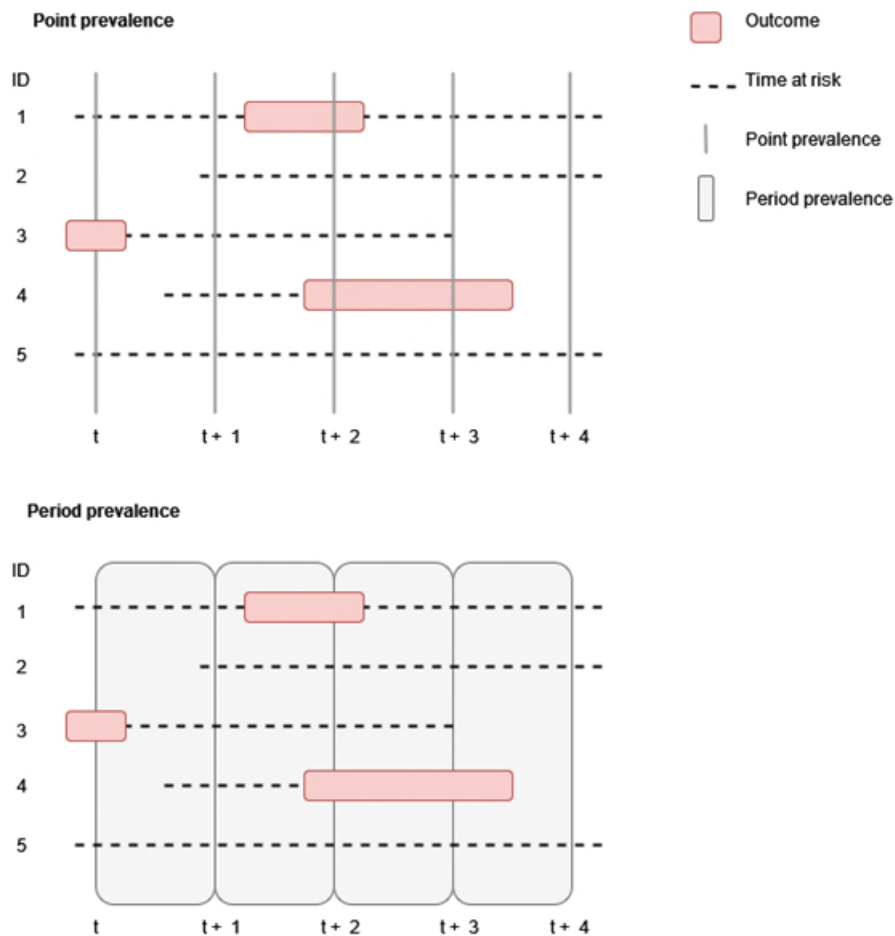 Point prevalence
Outcome
Time at risk
Point prevalence
Period prevalence
ID
1
2
3
4
5
t
t + 1
t + 2
t + 3
t + 4
Period prevalence
ID
1
2
3
4
5
t
t + 1
t + 2
t + 3
t + 4